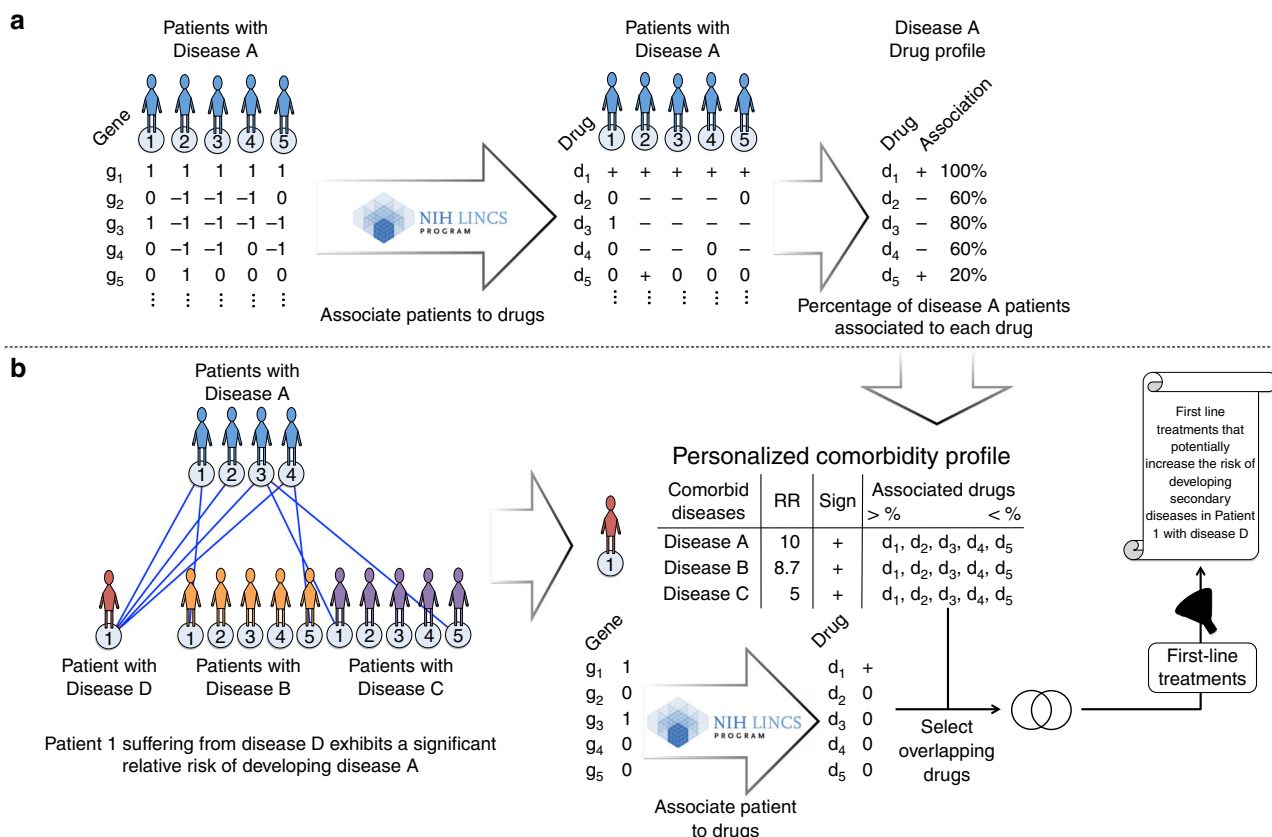 a
Patients with
Disease A
Gene
1 2 3 4 5
g1 1 1 1 1 1
g2 0 –1 –1 –1 0
g3 1 –1 –1 –1 –1
g4 0 –1 –1 0 –1
g5 0 1 0 0 0
NIH LINCS
PROGRAM
Associate patients to drugs
Patients with
Disease A
Drug
1 2 3 4 5
d1 + + + + +
d2 0 – – – 0
d3 1 – – – –
d4 0 – – 0 –
d5 0 + 0 0 0
Disease A
Drug profile
Drug Association
d1 + 100%
d2 – 60%
d3 – 80%
d4 – 60%
d5 + 20%
Percentage of disease A patients
associated to each drug
b
Patients with
Disease A
1 2 3 4
1
1 2 3 4 5
1 2 3 4 5
Patient with
Disease D
Patients with
Disease B
Patients with
Disease C
Patient 1 suffering from disease D exhibits a significant
relative risk of developing disease A
1
Personalized comorbidity profile
Comorbid
diseases
RR
Sign
Associated drugs
> % < %
Disease A 10 + d1, d2, d3, d4, d5
Disease B 8.7 + d1, d2, d3, d4, d5
Disease C 5 + d1, d2, d3, d4, d5
Gene
g1 1
g2 0
g3 1
g4 0
g5 0
NIH LINCS
PROGRAM
Associate patient
to drugs
Drug
d1 +
d2 0
d3 0
d4 0
d5 0
Select
overlapping
drugs
First-line
treatments
First line
treatments that
potentially
increase the risk of
developing
secondary
diseases in Patient
1 with disease D